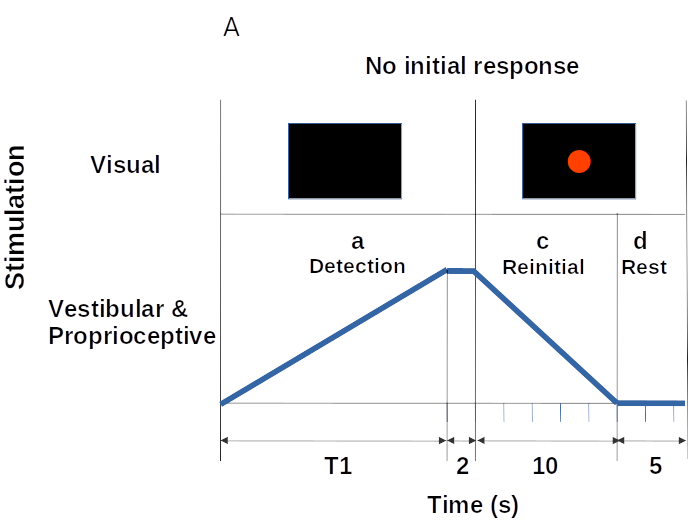 A
No initial response
Stimulation
Visual
a
Detection
c
Reinitial
d
Rest
Vestibular &
Proprioceptive
T1
2
10
5
Time (s)